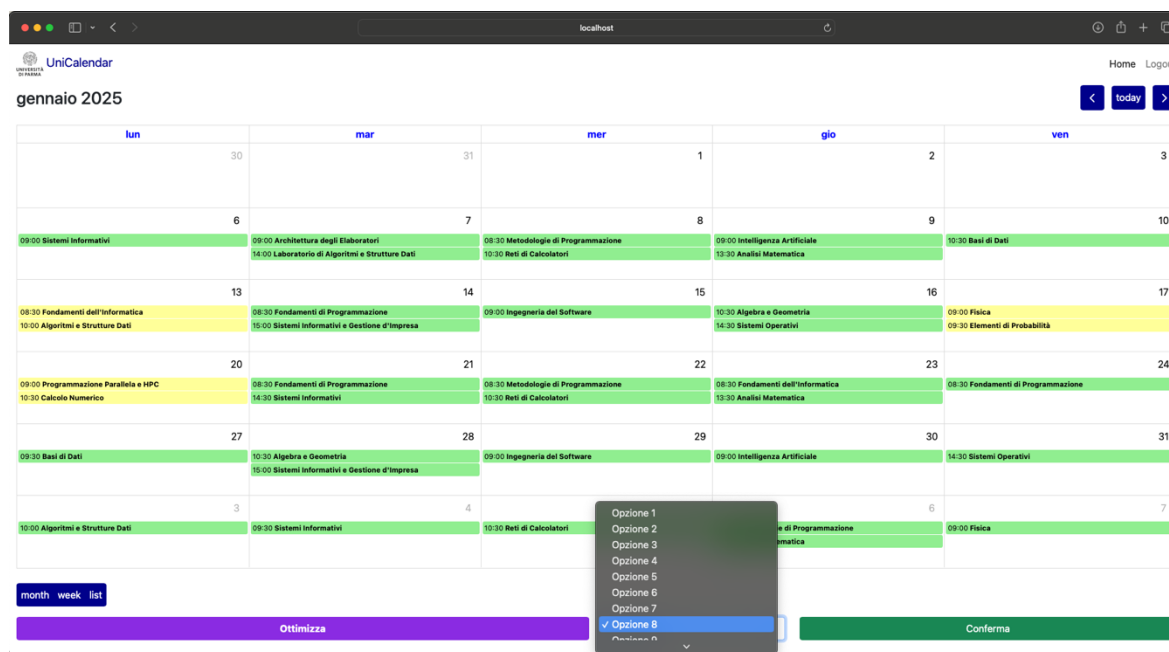 localhost
UNIVERSITÀ
DI PARMA
UniCalendar
Home Logou
gennaio 2025
today
lun mar mer gio ven
30 31 1 2 3
6 7 8 9 10
09:00 Sistemi Informativi
09:00 Architettura degli Elaboratori
14:00 Laboratorio di Algoritmi e Strutture Dati
08:30 Metodologie di Programmazione
10:30 Reti di Calcolatori
09:00 Intelligenza Artificiale
13:30 Analisi Matematica
10:30 Basi di Dati
13 14 15 16 17
08:30 Fondamenti dell'Informatica
10:00 Algoritmi e Strutture Dati
08:30 Fondamenti di Programmazione
15:00 Sistemi Informativi e Gestione d'Impresa
09:00 Ingegneria del Software
10:30 Algebra e Geometria
14:30 Sistemi Operativi
09:00 Fisica
09:30 Elementi di Probabilità
20 21 22 23 24
09:00 Programmazione Parallela e HPC
10:30 Calcolo Numerico
08:30 Fondamenti di Programmazione
14:30 Sistemi Informativi
08:30 Metodologie di Programmazione
10:30 Reti di Calcolatori
08:30 Fondamenti dell'Informatica
13:30 Analisi Matematica
08:30 Fondamenti di Programmazione
27 28 29 30 31
09:30 Basi di Dati
10:30 Algebra e Geometria
15:00 Sistemi Informativi e Gestione d'Impresa
09:00 Ingegneria del Software
09:00 Intelligenza Artificiale
14:30 Sistemi Operativi
3 4 6 7
10:00 Algoritmi e Strutture Dati
09:30 Sistemi Informativi
10:30 Reti di Calcolatori
e di Programmazione
ematica
09:00 Fisica
Opzione 1
Opzione 2
Opzione 3
Opzione 4
Opzione 5
Opzione 6
Opzione 7
✓ Opzione 8
Opzione 9
month week list
Ottimizza
Conferma